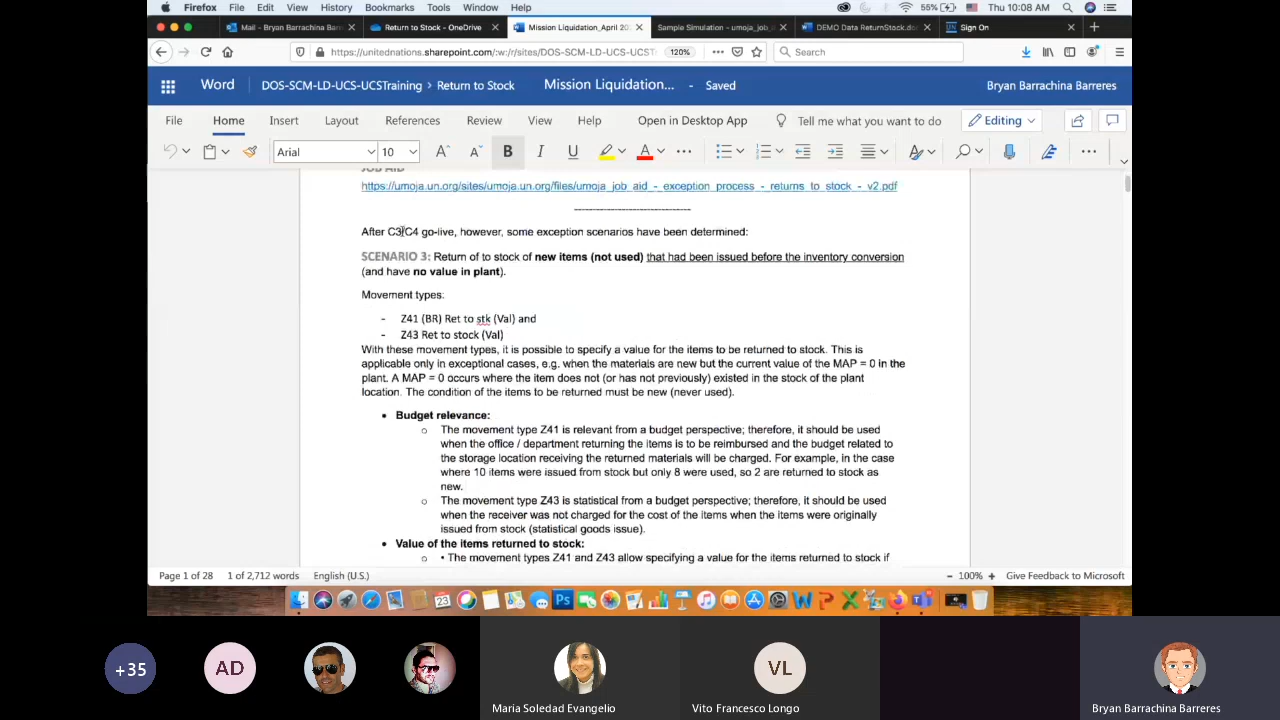 Firefox File Edit View History Bookmarks Tools Window Help 55% Thu 10:08 AM
Mail - Bryan Barrachina Barreres Return to Stock - OneDrive Mission Liquidation_April 20 Sample Simulation - umoja_job_ DEMO Data ReturnStock.doc Sign On
https://unitednations.sharepoint.com/:w:/r/sites/DOS-SCM-LD-UCS-UCST 120% Search
Word DOS-SCM-LD-UCS-UCSTraining > Return to Stock Mission Liquidation... - Saved Bryan Barrachina Barreres
File Home Insert Layout References Review View Help Open in Desktop App Tell me what you want to do Editing
Arial 10 A A B I U A
JOB AID
https://umoja.un.org/sites/umoja.un.org/files/umoja_job_aid_-_exception_process_-_returns_to_stock_-_v2.pdf
------------------------------
After C3/C4 go-live, however, some exception scenarios have been determined:
SCENARIO 3: Return of to stock of new items (not used) that had been issued before the inventory conversion
(and have no value in plant).
Movement types:
- Z41 (BR) Ret to stk (Val) and
- Z43 Ret to stock (Val)
With these movement types, it is possible to specify a value for the items to be returned to stock. This is
applicable only in exceptional cases, e.g. when the materials are new but the current value of the MAP = 0 in the
plant. A MAP = 0 occurs where the item does not (or has not previously) existed in the stock of the plant
location. The condition of the items to be returned must be new (never used).
• Budget relevance:
o The movement type Z41 is relevant from a budget perspective; therefore, it should be used
when the office / department returning the items is to be reimbursed and the budget related to
the storage location receiving the returned materials will be charged. For example, in the case
where 10 items were issued from stock but only 8 were used, so 2 are returned to stock as
new.
o The movement type Z43 is statistical from a budget perspective; therefore, it should be used
when the receiver was not charged for the cost of the items when the items were originally
issued from stock (statistical goods issue).
• Value of the items returned to stock:
o • The movement types Z41 and Z43 allow specifying a value for the items returned to stock if
Page 1 of 28 1 of 2,712 words English (U.S.) - 100% + Give Feedback to Microsoft
+35 AD VL
Maria Soledad Evangelio Vito Francesco Longo Bryan Barrachina Barreres